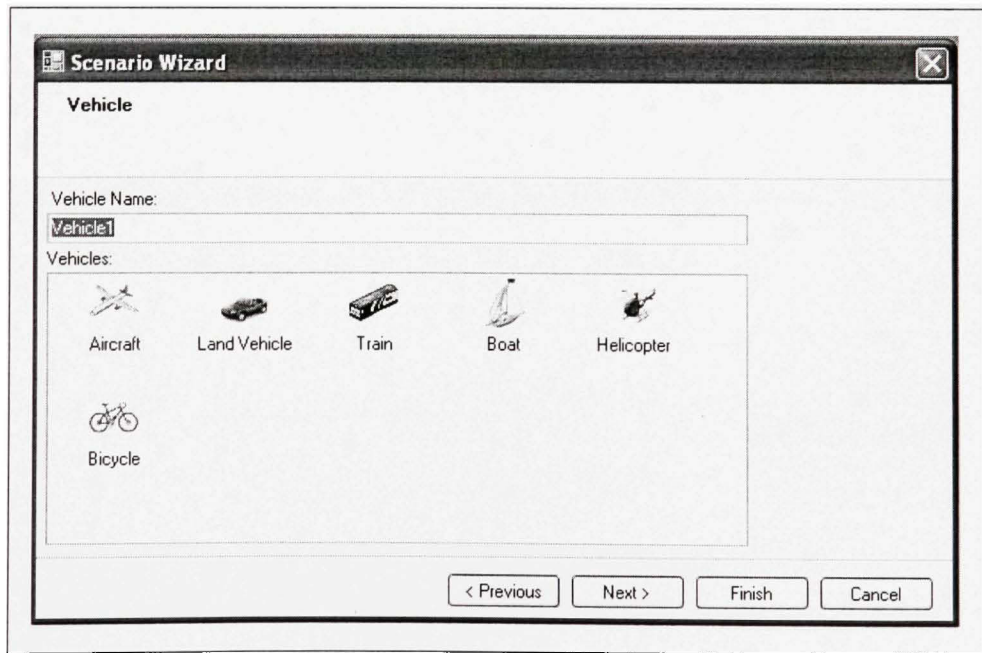 Scenario Wizard
Vehicle
Vehicle Name:
Vehicle1
Vehicles:
Aircraft Land Vehicle Train Boat Helicopter
Bicycle
< Previous Next > Finish Cancel